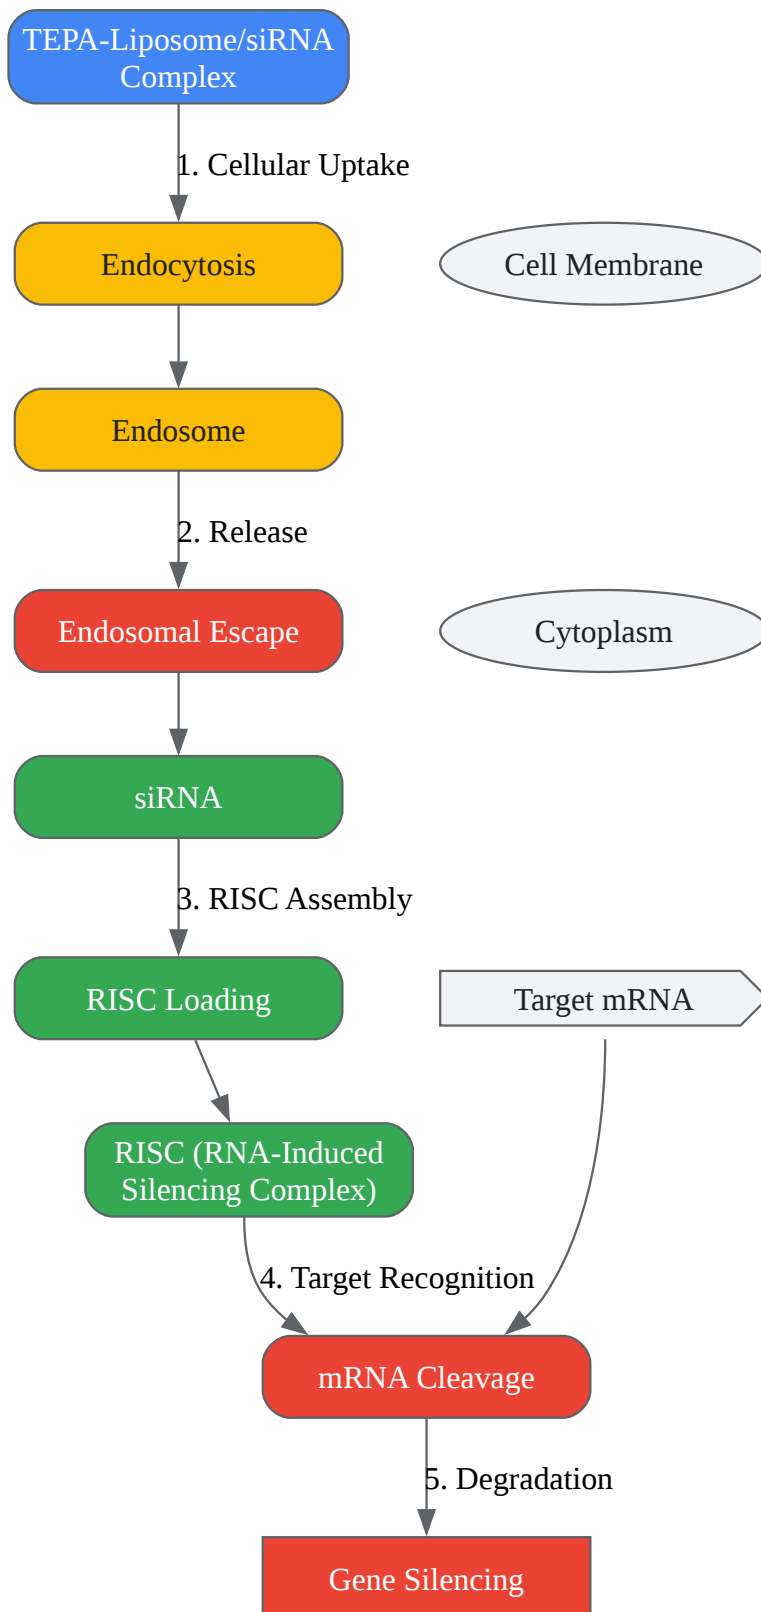 TEPA-Liposome/siRNA
Complex
1. Cellular Uptake
Endocytosis
Cell Membrane
Endosome
2. Release
Endosomal Escape
Cytoplasm
siRNA
3. RISC Assembly
RISC Loading
Target mRNA
RISC (RNA-Induced
Silencing Complex)
4. Target Recognition
mRNA Cleavage
5. Degradation
Gene Silencing